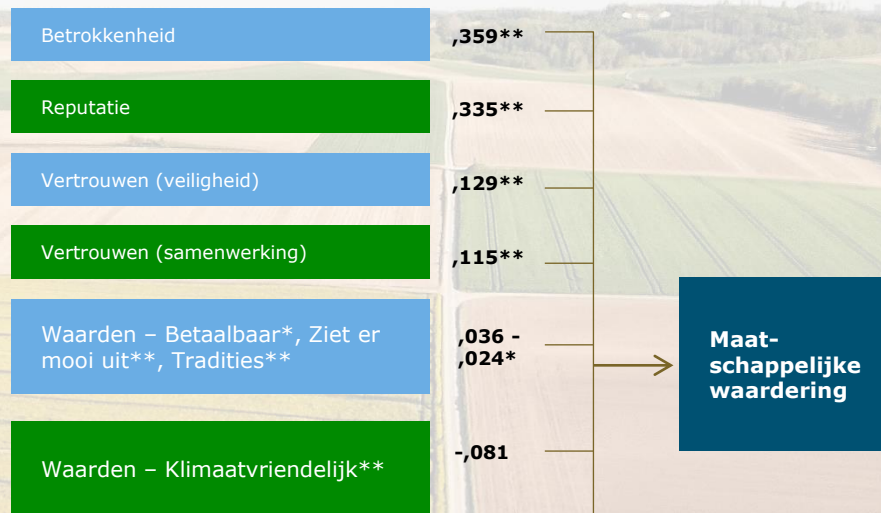 Betrokkenheid
,359**
Reputatie
,335**
Vertrouwen (veiligheid)
,129**
Vertrouwen (samenwerking)
,115**
Waarden – Betaalbaar*, Ziet er
mooi uit**, Tradities**
,036 -
,024*
Waarden – Klimaatvriendelijk**
-,081
Maat-
schappelijke
waardering